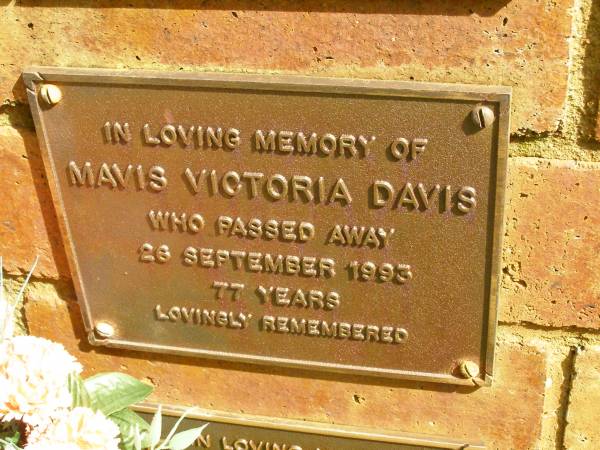 IN LOVING MEMORY OF
MAVIS VICTORIA DAVIS
WHO PASSED AWAY
26 SEPTEMBER 1993
77 YEARS
LOVINGLY REMEMBERED
IN LOVING